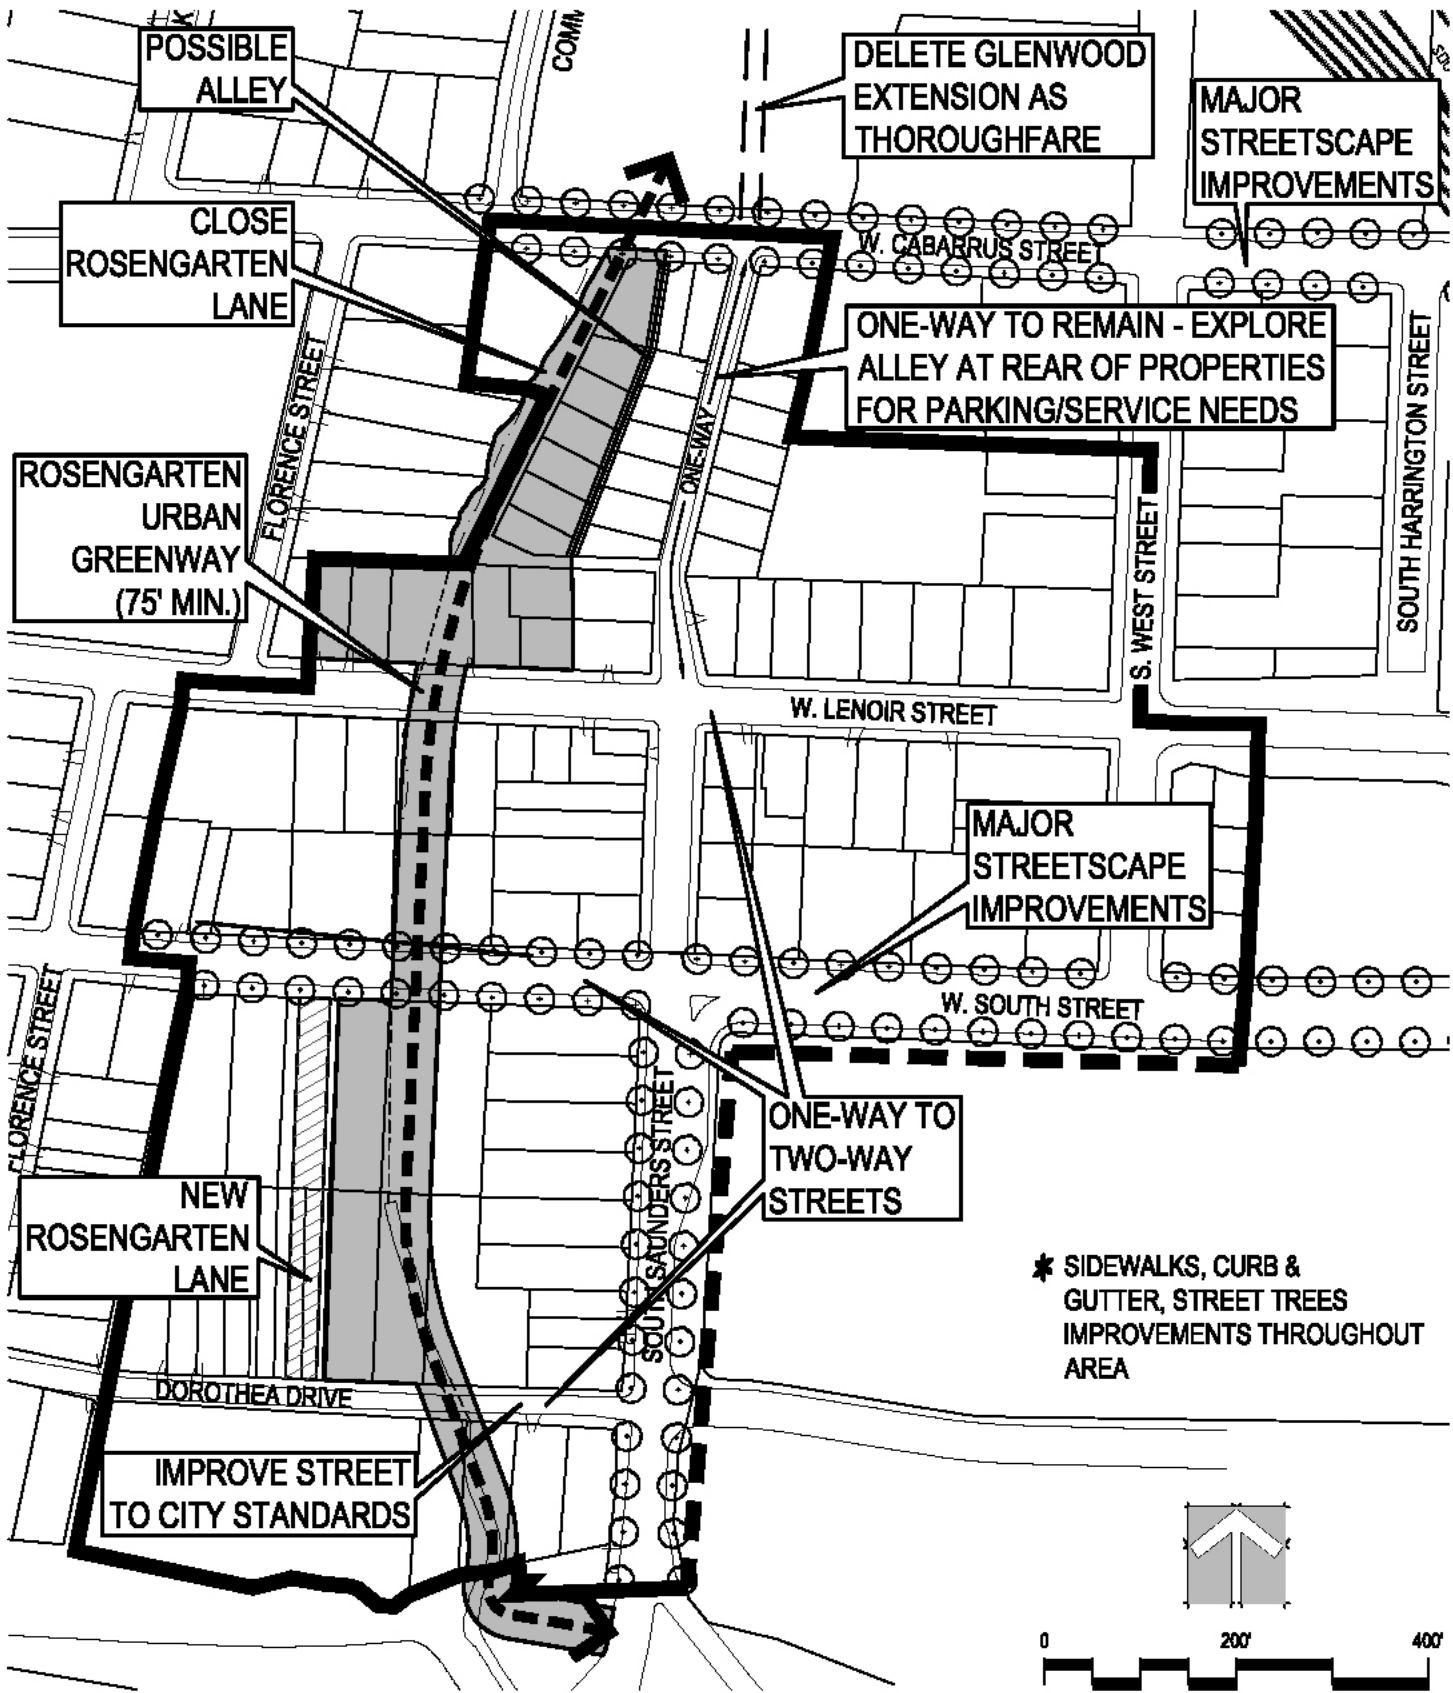 K
COMM
POSSIBLE
ALLEY
DELETE GLENWOOD
EXTENSION AS
THOROUGHFARE
MAJOR
STREETSCAPE
IMPROVEMENTS
CLOSE
ROSENGARTEN
LANE
W. CABARRUS STREET
ONE-WAY TO REMAIN - EXPLORE
ALLEY AT REAR OF PROPERTIES
FOR PARKING/SERVICE NEEDS
FLORENCE STREET
ONE-WAY
SOUTH HARRINGTON STREET
ROSENGARTEN
URBAN
GREENWAY
(75' MIN.)
S. WEST STREET
W. LENOIR STREET
MAJOR
STREETSCAPE
IMPROVEMENTS
FLORENCE STREET
W. SOUTH STREET
SOUTH SAUNDERS STREET
ONE-WAY TO
TWO-WAY
STREETS
NEW
ROSENGARTEN
LANE
* SIDEWALKS, CURB &
GUTTER, STREET TREES
IMPROVEMENTS THROUGHOUT
AREA
DOROTHEA DRIVE
IMPROVE STREET
TO CITY STANDARDS
0 200' 400'